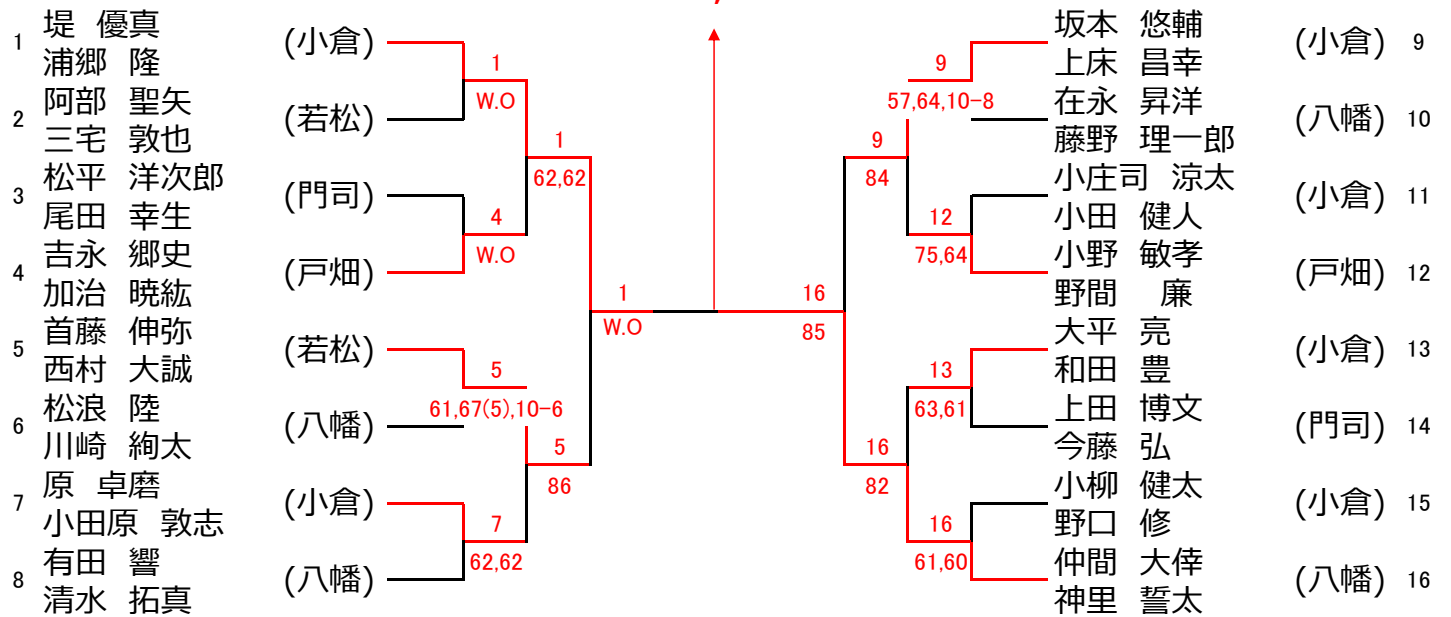 1 堤 優真 (小倉)
浦郷 隆
2 阿部 聖矢 (若松)
三宅 敦也
3 松平 洋次郎 (門司)
尾田 幸生
4 吉永 郷史 (戸畑)
加治 暁紘
5 首藤 伸弥 (若松)
西村 大誠
6 松浪 陸 (八幡)
川崎 絢太
7 原 卓磨 (小倉)
小田原 敦志
8 有田 響 (八幡)
清水 拓真
1
W.O
4
W.O
5
61,67(5),10-6
7
62,62
1
62,62
5
86
1
W.O
16
85
9
84
16
82
9
57,64,10-8
12
75,64
13
63,61
16
61,60
坂本 悠輔 (小倉) 9
上床 昌幸
在永 昇洋 (八幡) 10
藤野 理一郎
小庄司 涼太 (小倉) 11
小田 健人
小野 敏孝 (戸畑) 12
野間 廉
大平 亮 (小倉) 13
和田 豊
上田 博文 (門司) 14
今藤 弘
小柳 健太 (小倉) 15
野口 修
仲間 大倖 (八幡) 16
神里 誓太